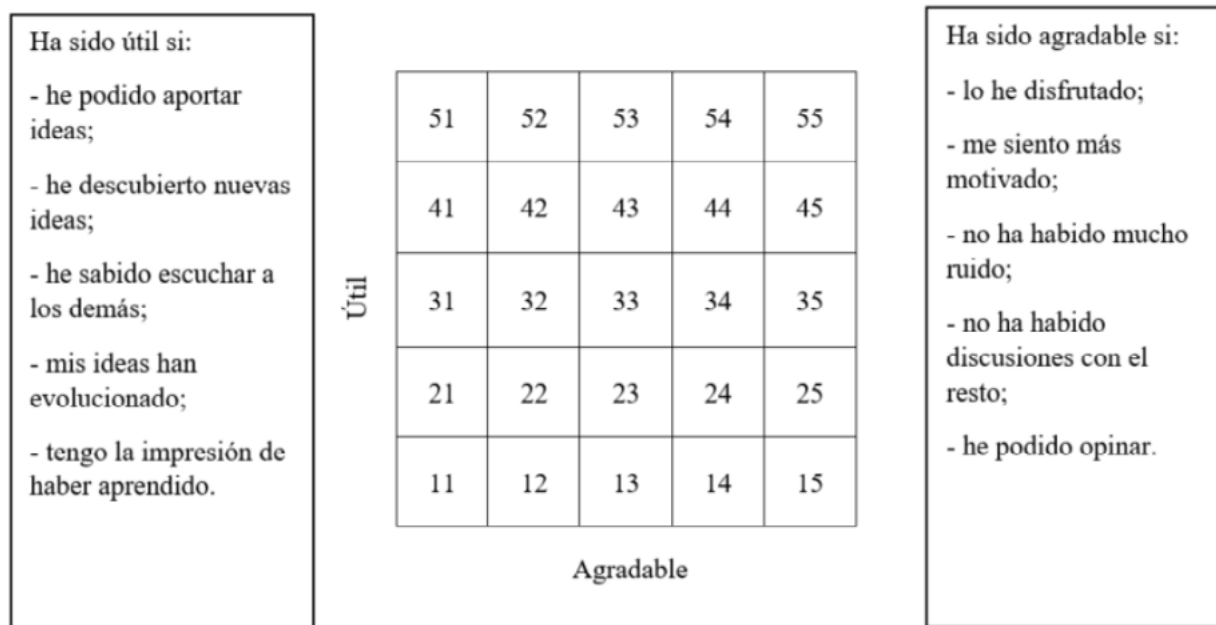 Ha sido útil si:
- he podido aportar
ideas;
- he descubierto nuevas
ideas;
- he sabido escuchar a
los demás;
- mis ideas han
evolucionado;
- tengo la impresión de
haber aprendido.
Útil
51 52 53 54 55
41 42 43 44 45
31 32 33 34 35
21 22 23 24 25
11 12 13 14 15
Agradable
Ha sido agradable si:
- lo he disfrutado;
- me siento más
motivado;
- no ha habido mucho
ruido;
- no ha habido
discusiones con el
resto;
- he podido opinar.